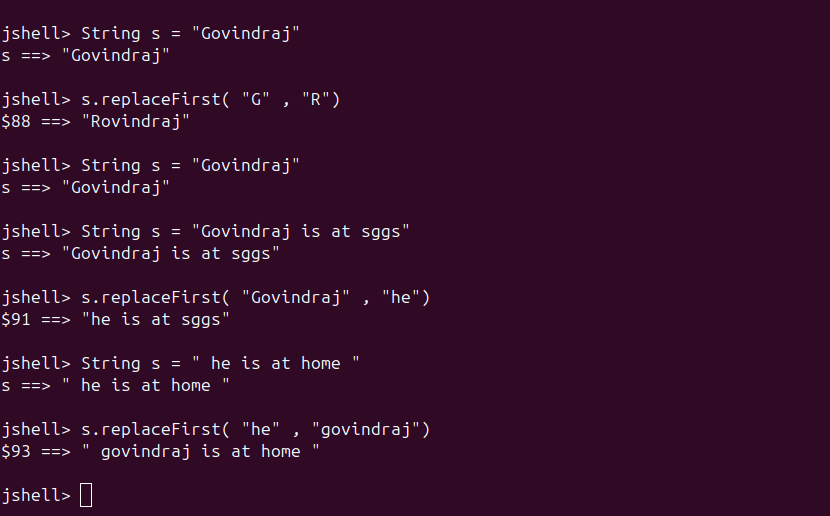 jshell> String s = "Govindraj"
s ==> "Govindraj"
jshell> s.replaceFirst( "G" , "R")
$88 ==> "Rovindraj"
jshell> String s = "Govindraj"
s ==> "Govindraj"
jshell> String s = "Govindraj is at sggs"
s ==> "Govindraj is at sggs"
jshell> s.replaceFirst( "Govindraj" , "he")
$91 ==> "he is at sggs"
jshell> String s = " he is at home "
s ==> " he is at home "
jshell> s.replaceFirst( "he" , "govindraj")
$93 ==> " govindraj is at home "
jshell>